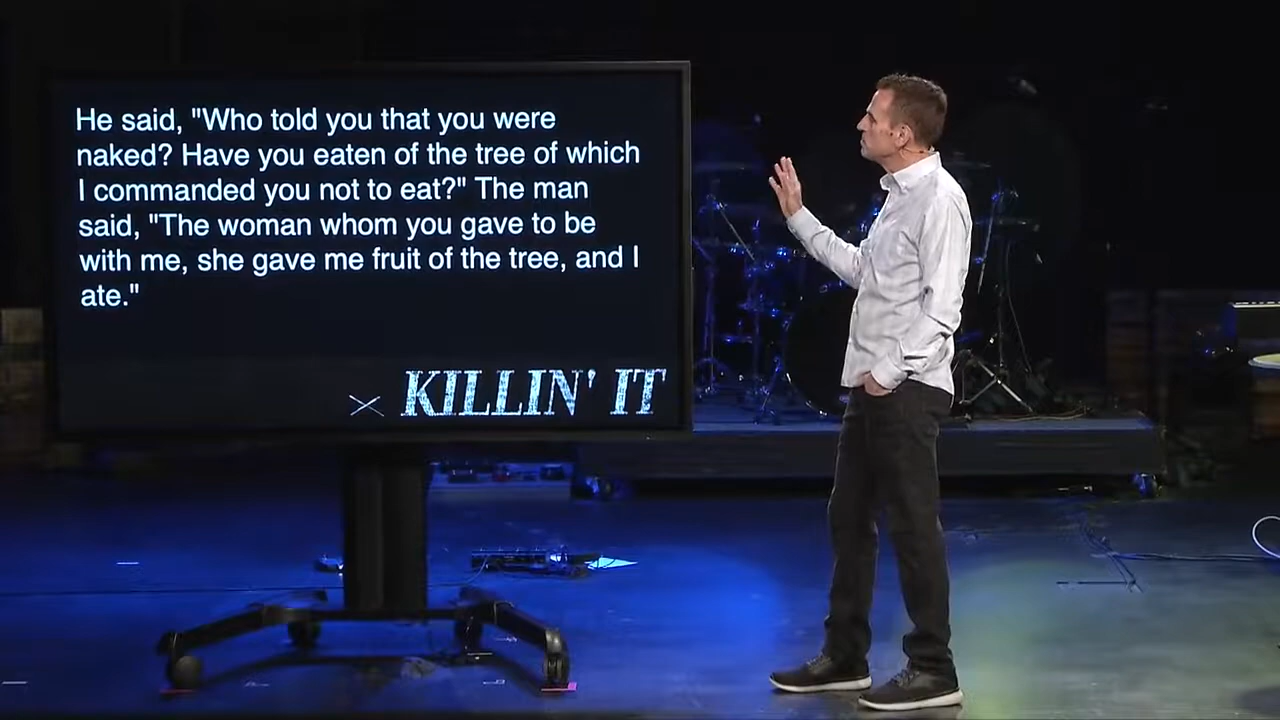 He said, "Who told you that you were
naked? Have you eaten of the tree of which
I commanded you not to eat?" The man
said, "The woman whom you gave to be
with me, she gave me fruit of the tree, and I
ate."
KILLIN' IT